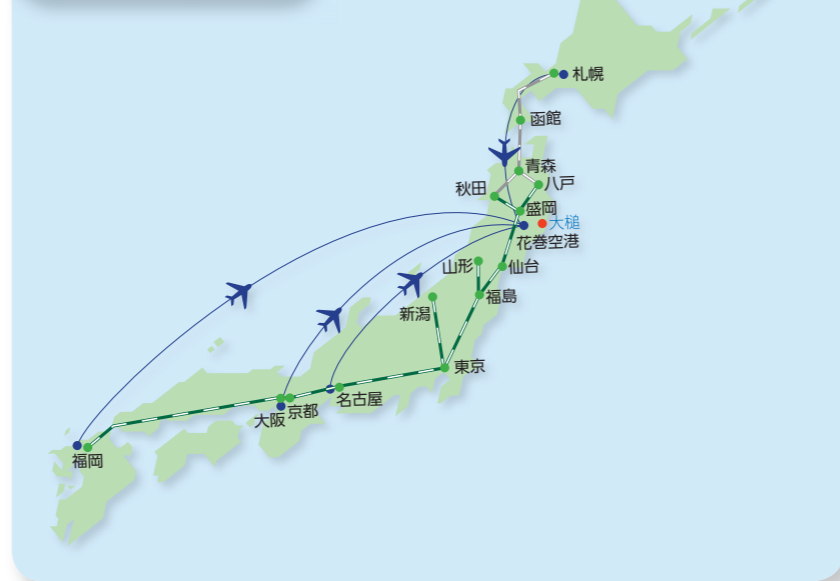 札幌
函館
青森
八戸
秋田
盛岡
大槌
花巻空港
山形
仙台
福島
新潟
東京
名古屋
京都
大阪
福岡